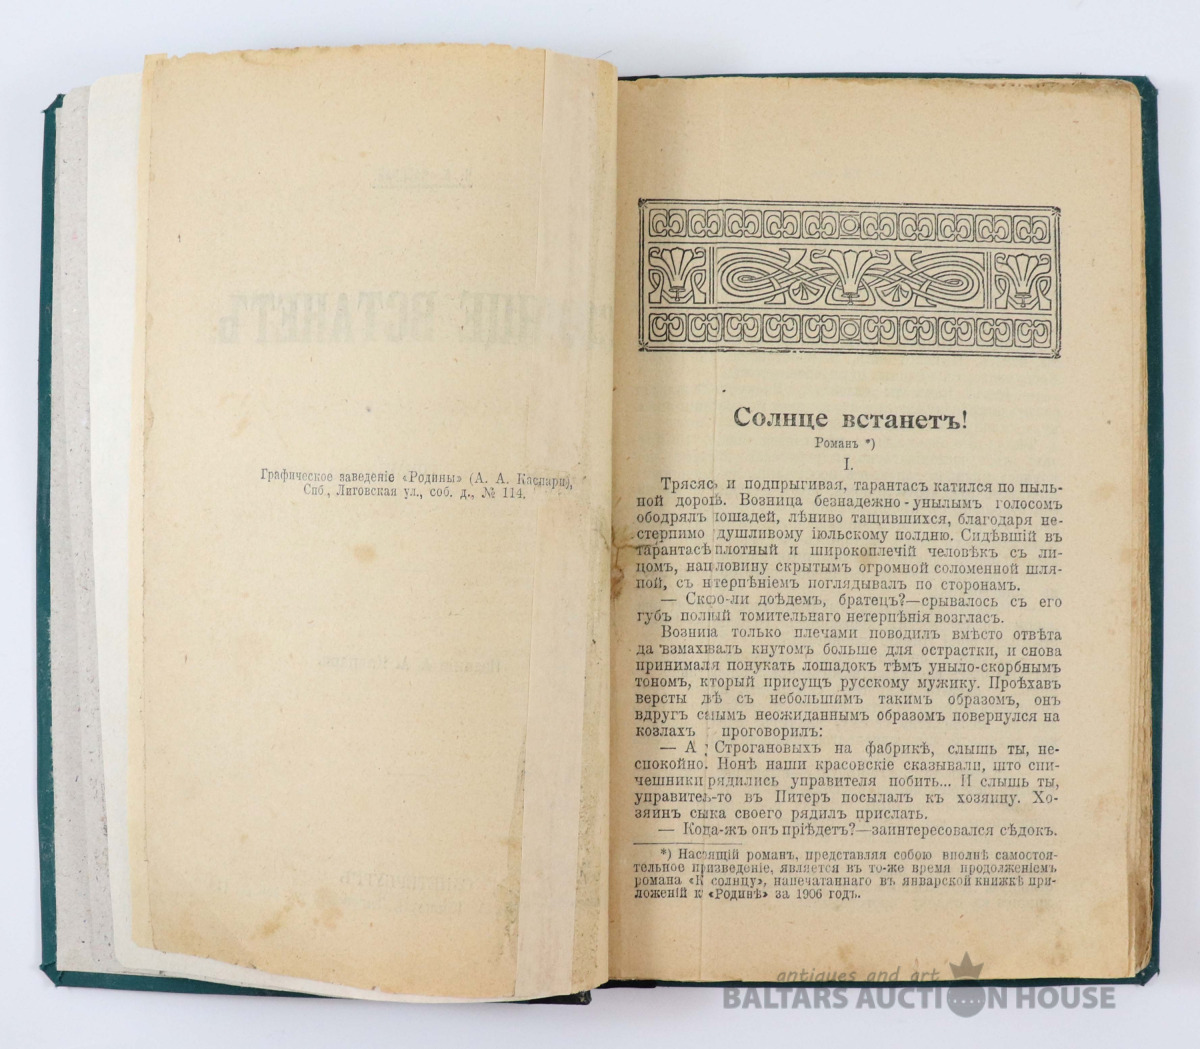 ВСТАНЕТЪ
Графическое заведеніе «Родины» (А. А. Каспари),
Спб., Лиговская ул., соб. д., № 114.
Солнце встанетъ!
Романъ *)
I.
Трясясь и подпрыгивая, тарантасъ катился по пыль-
ной дорогѣ. Возница безнадежно-унылымъ голосомъ
ободрялъ лошадей, лѣниво тащившихся, благодаря не-
стерпимо душливому іюльскому полдню. Сидѣвшій въ
тарантасѣ плотный и широкоплечій человѣкъ съ ли-
цомъ, наполовину скрытымъ огромной соломенной шля-
пой, съ нетерпѣніемъ поглядывалъ по сторонамъ.
— Скоро-ли доѣдемъ, братецъ?—срывалось съ его
губъ полный томительнаго нетерпѣнія возгласъ.
Возница только плечами поводилъ вмѣсто отвѣта
да взмахивалъ кнутомъ больше для острастки, и снова
принимался понукать лошадокъ тѣмъ уныло-скорбнымъ
тономъ, который присущъ русскому мужику. Проѣхавъ
версты двѣ съ небольшимъ такимъ образомъ, онъ
вдругъ самымъ неожиданнымъ образомъ повернулся на
козлахъ проговорилъ:
— А у Строгановыхъ на фабрикѣ, слышь ты, не-
спокойно. Нонѣ наши красовскіе сказывали, што спи-
чешники рядились управителя побить... И слышь ты,
управитель-то въ Питеръ посылалъ къ хозяину. Хо-
зяинъ сынка своего рядилъ прислать.
— Когда-жъ онъ пріѣдетъ?—заинтересовался сѣдокъ.
*) Настоящій романъ, представляя собою вполнѣ самостоя-
тельное произведеніе, является въ то-же время продолженіемъ
романа «Къ солнцу», напечатаннаго въ январской книжкѣ при-
ложеній къ «Родинѣ» за 1906 годъ.
antiques and art
BALTARS AUCTION HOUSE